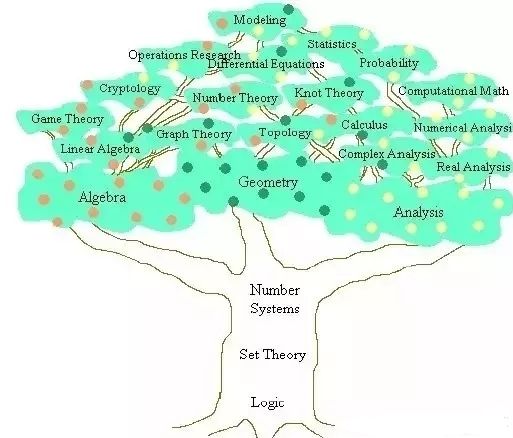 Modeling
Statistics
Operations Research
Differential Equations
Probability
Cryptology
Number Theory
Knot Theory
Computational Math
Game Theory
Graph Theory
Topology
Calculus
Numerical Analysi
Linear Algebra
Complex Analysis
Real Analysis
Algebra
Geometry
Analysis
Number
Systems
Set Theory
Logic